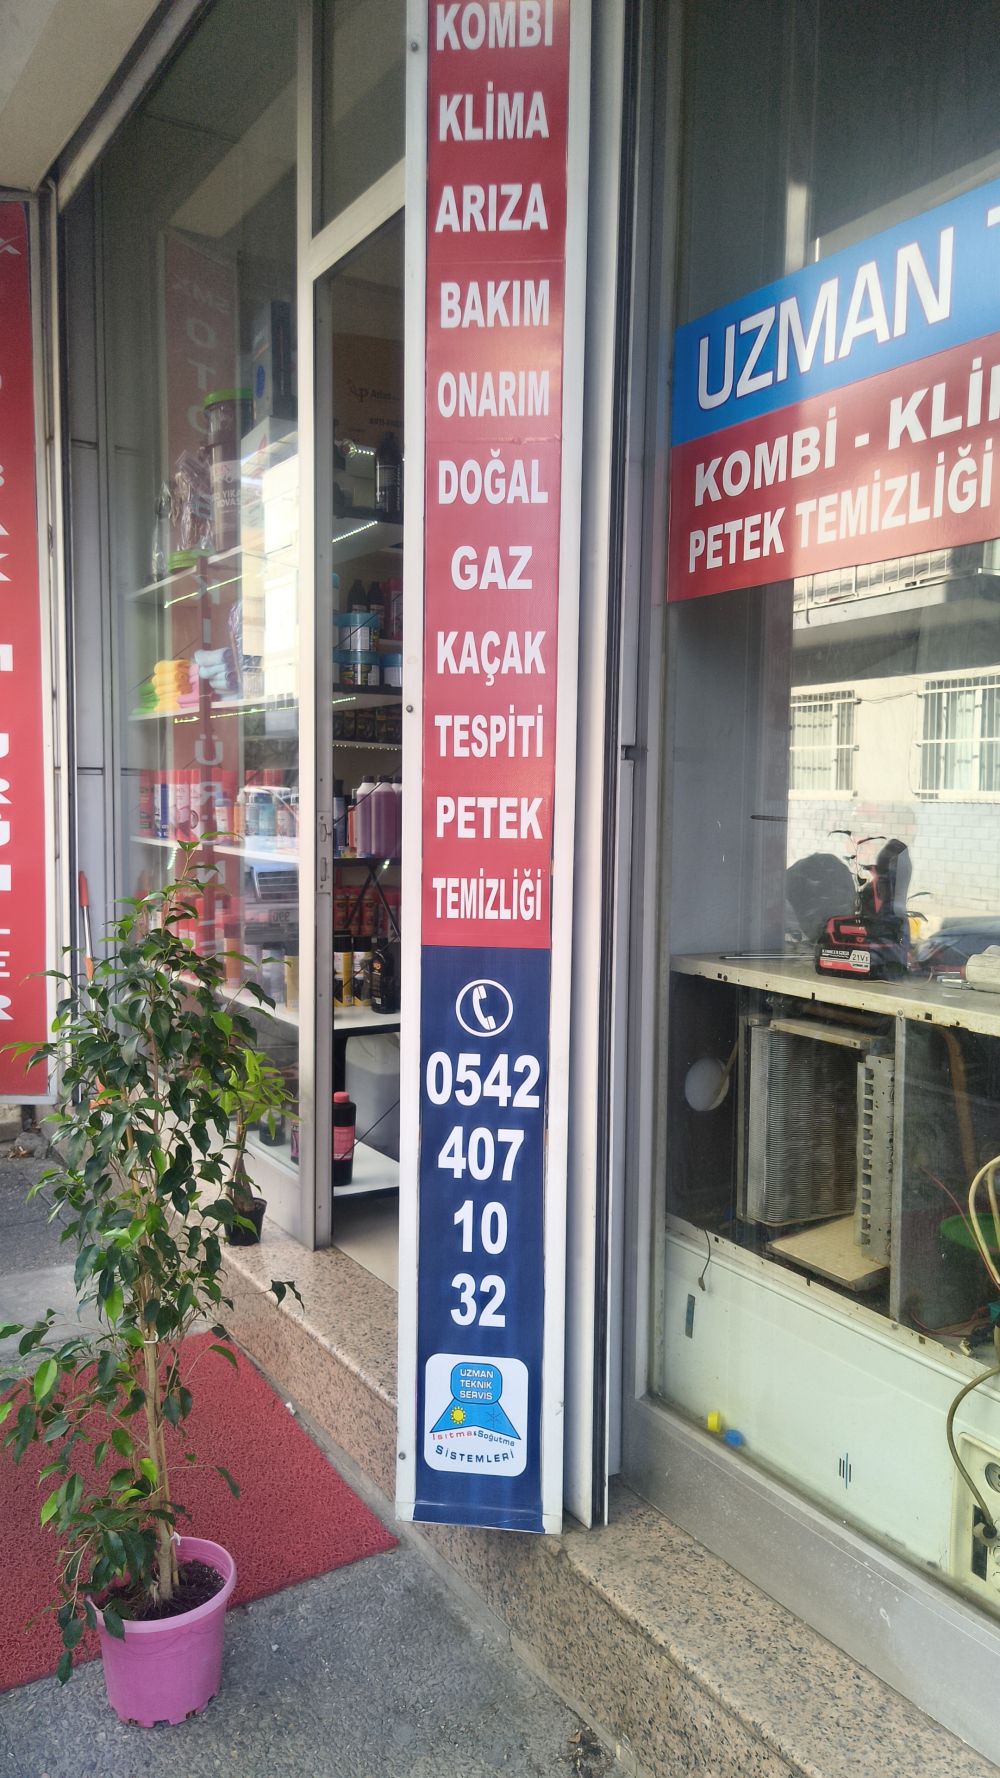 KOMBİ
KLİMA
ARIZA
BAKIM
ONARIM
DOĞAL
GAZ
KAÇAK
TESPİTİ
PETEK
TEMİZLİĞİ
0542
407
10
32
UZMAN
TEKNİK
SERVİS
Isıtma&Soğutma
SİSTEMLERİ
UZMAN
KOMBİ - KLİ
PETEK TEMİZLİĞİ
21V